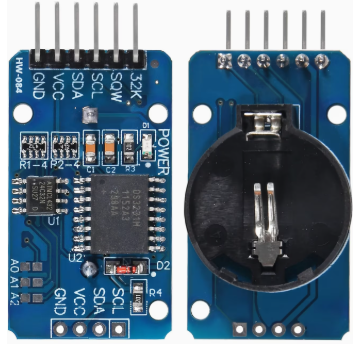 HW-084
GND
VCC
SDA
SCL
SQW
32K
D1
POWER
R1-4
R2-4
C1
C2
R3
U1
U2
D2
R4
A0
A1
A2
GND
VCC
SDA
SCL